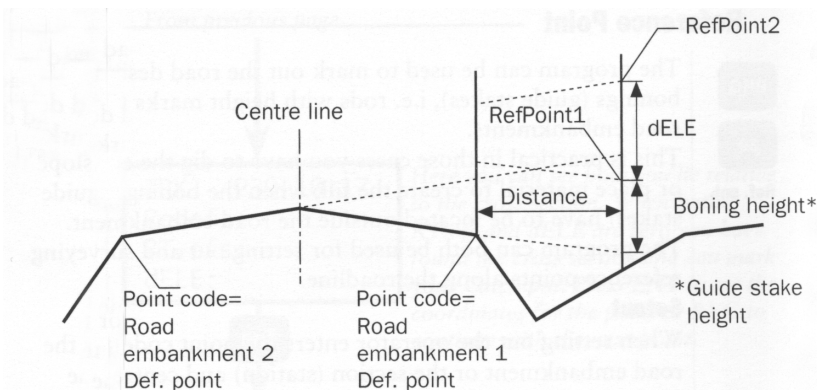 RefPoint2
Centre line
RefPoint1
dELE
Distance
Boning height*
Point code=
Road
embankment 2
Def. point
Point code=
Road
embankment 1
Def. point
*Guide stake
height